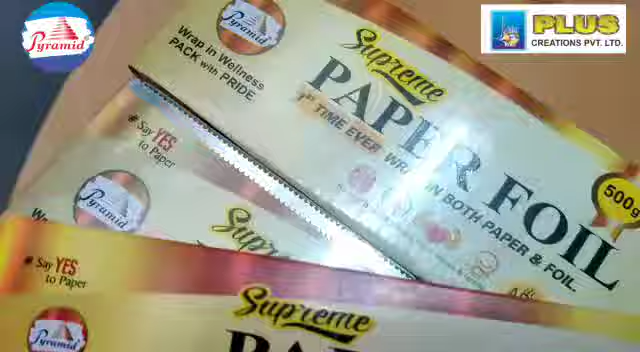 Pyramid
PLUS
CREATIONS PVT. LTD.
Pyramid
Wrap in Wellness
PACK with PRIDE
Supreme
PAPER FOIL
1st TIME EVER WRAP IN BOTH PAPER & FOIL
500g
# Say YES
to Paper
Pyramid
Supreme
# Say YES
to Paper
Pyramid
Supreme